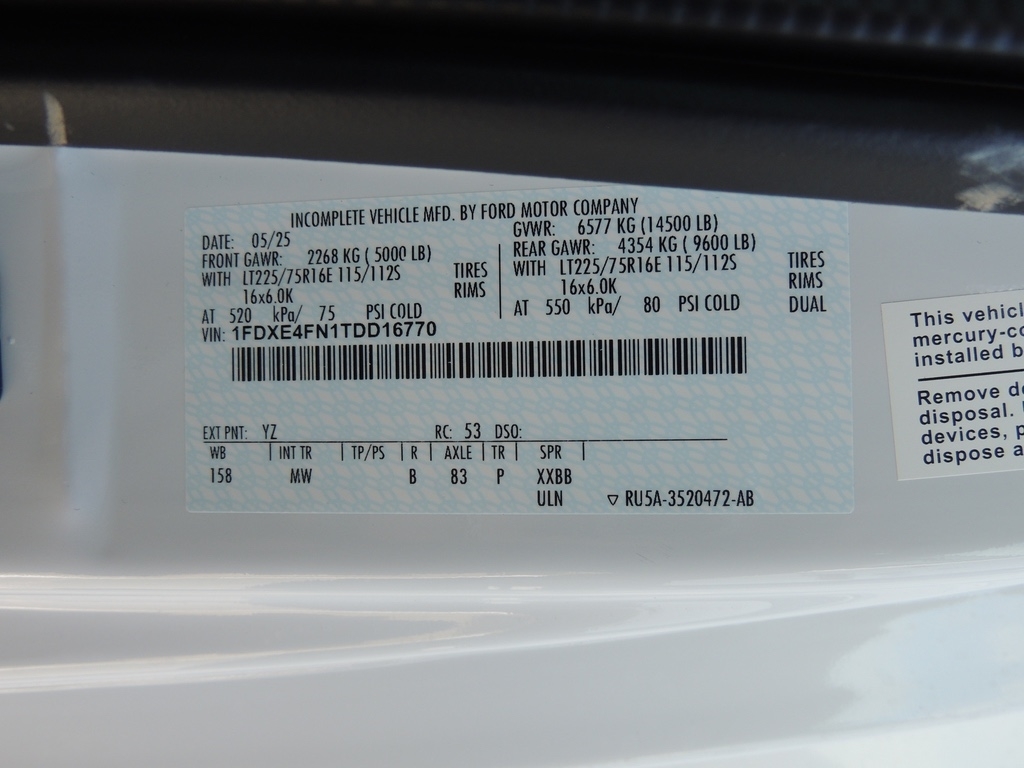 INCOMPLETE VEHICLE MFD. BY FORD MOTOR COMPANY
DATE: 05/25 GVWR: 6577 KG (14500 LB)
FRONT GAWR: 2268 KG ( 5000 LB) REAR GAWR: 4354 KG ( 9600 LB)
WITH LT225/75R16E 115/112S TIRES WITH LT225/75R16E 115/112S TIRES
16x6.0K RIMS 16x6.0K RIMS
AT 520 kPa/ 75 PSI COLD AT 550 kPa/ 80 PSI COLD DUAL
VIN: 1FDXE4FN1TDD16770
EXT PNT: YZ RC: 53 DSO:
WB | INT TR | TP/PS | R | AXLE | TR | SPR |
158 MW B 83 P XXBB
ULN ▽ RU5A-3520472-AB
This vehicl
mercury-co
installed b
Remove de
disposal.
devices, p
dispose a